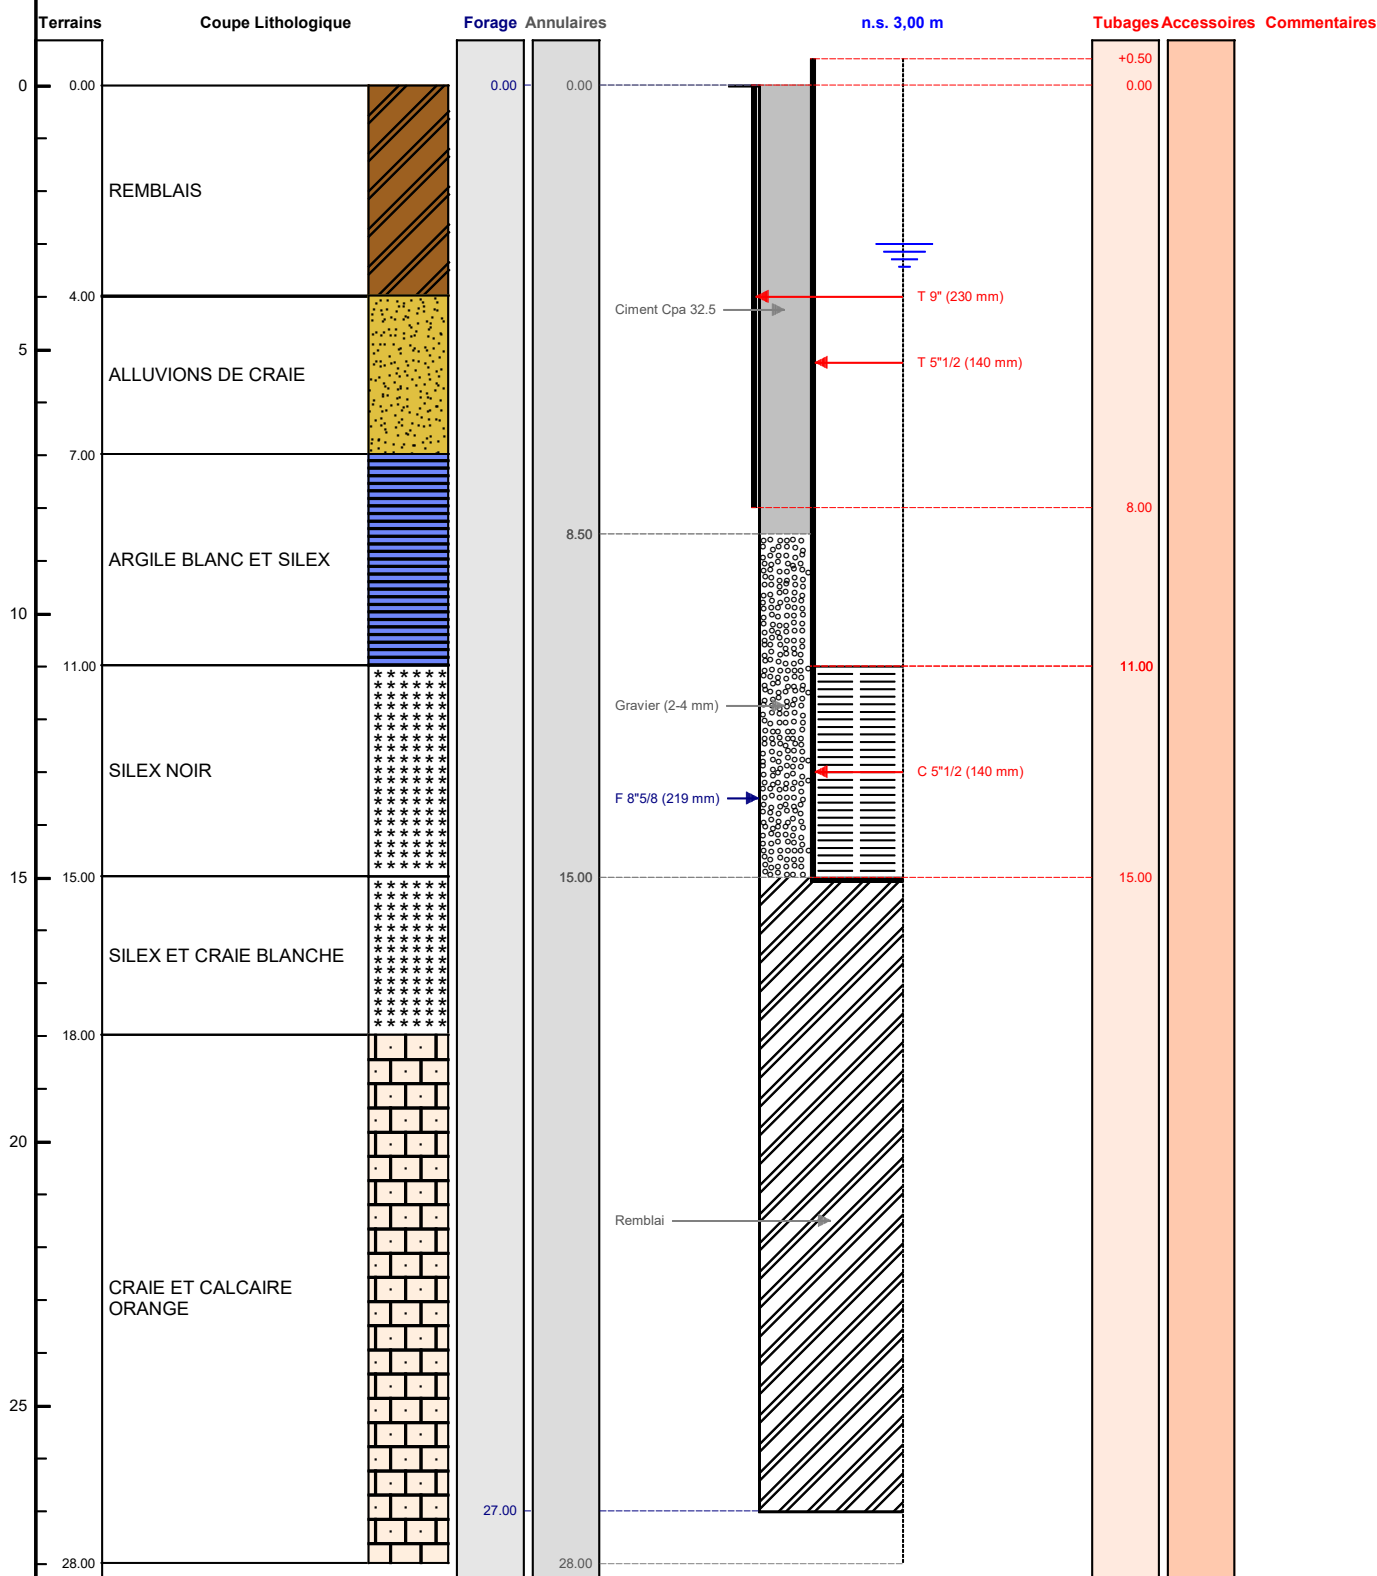 Terrains Coupe Lithologique Forage Annulaires n.s. 3,00 m Tubages Accessoires Commentaires
+0.50
0 0.00 0.00 0.00 0.00
REMBLAIS
4.00 T 9" (230 mm)
Ciment Cpa 32.5
5 T 5"1/2 (140 mm)
ALLUVIONS DE CRAIE
7.00
8.00
8.50
ARGILE BLANC ET SILEX
10
11.00 11.00
Gravier (2-4 mm)
SILEX NOIR C 5"1/2 (140 mm)
F 8"5/8 (219 mm)
15 15.00 15.00 15.00
SILEX ET CRAIE BLANCHE
18.00
20
Remblai
CRAIE ET CALCAIRE
ORANGE
25
27.00
28.00 28.00